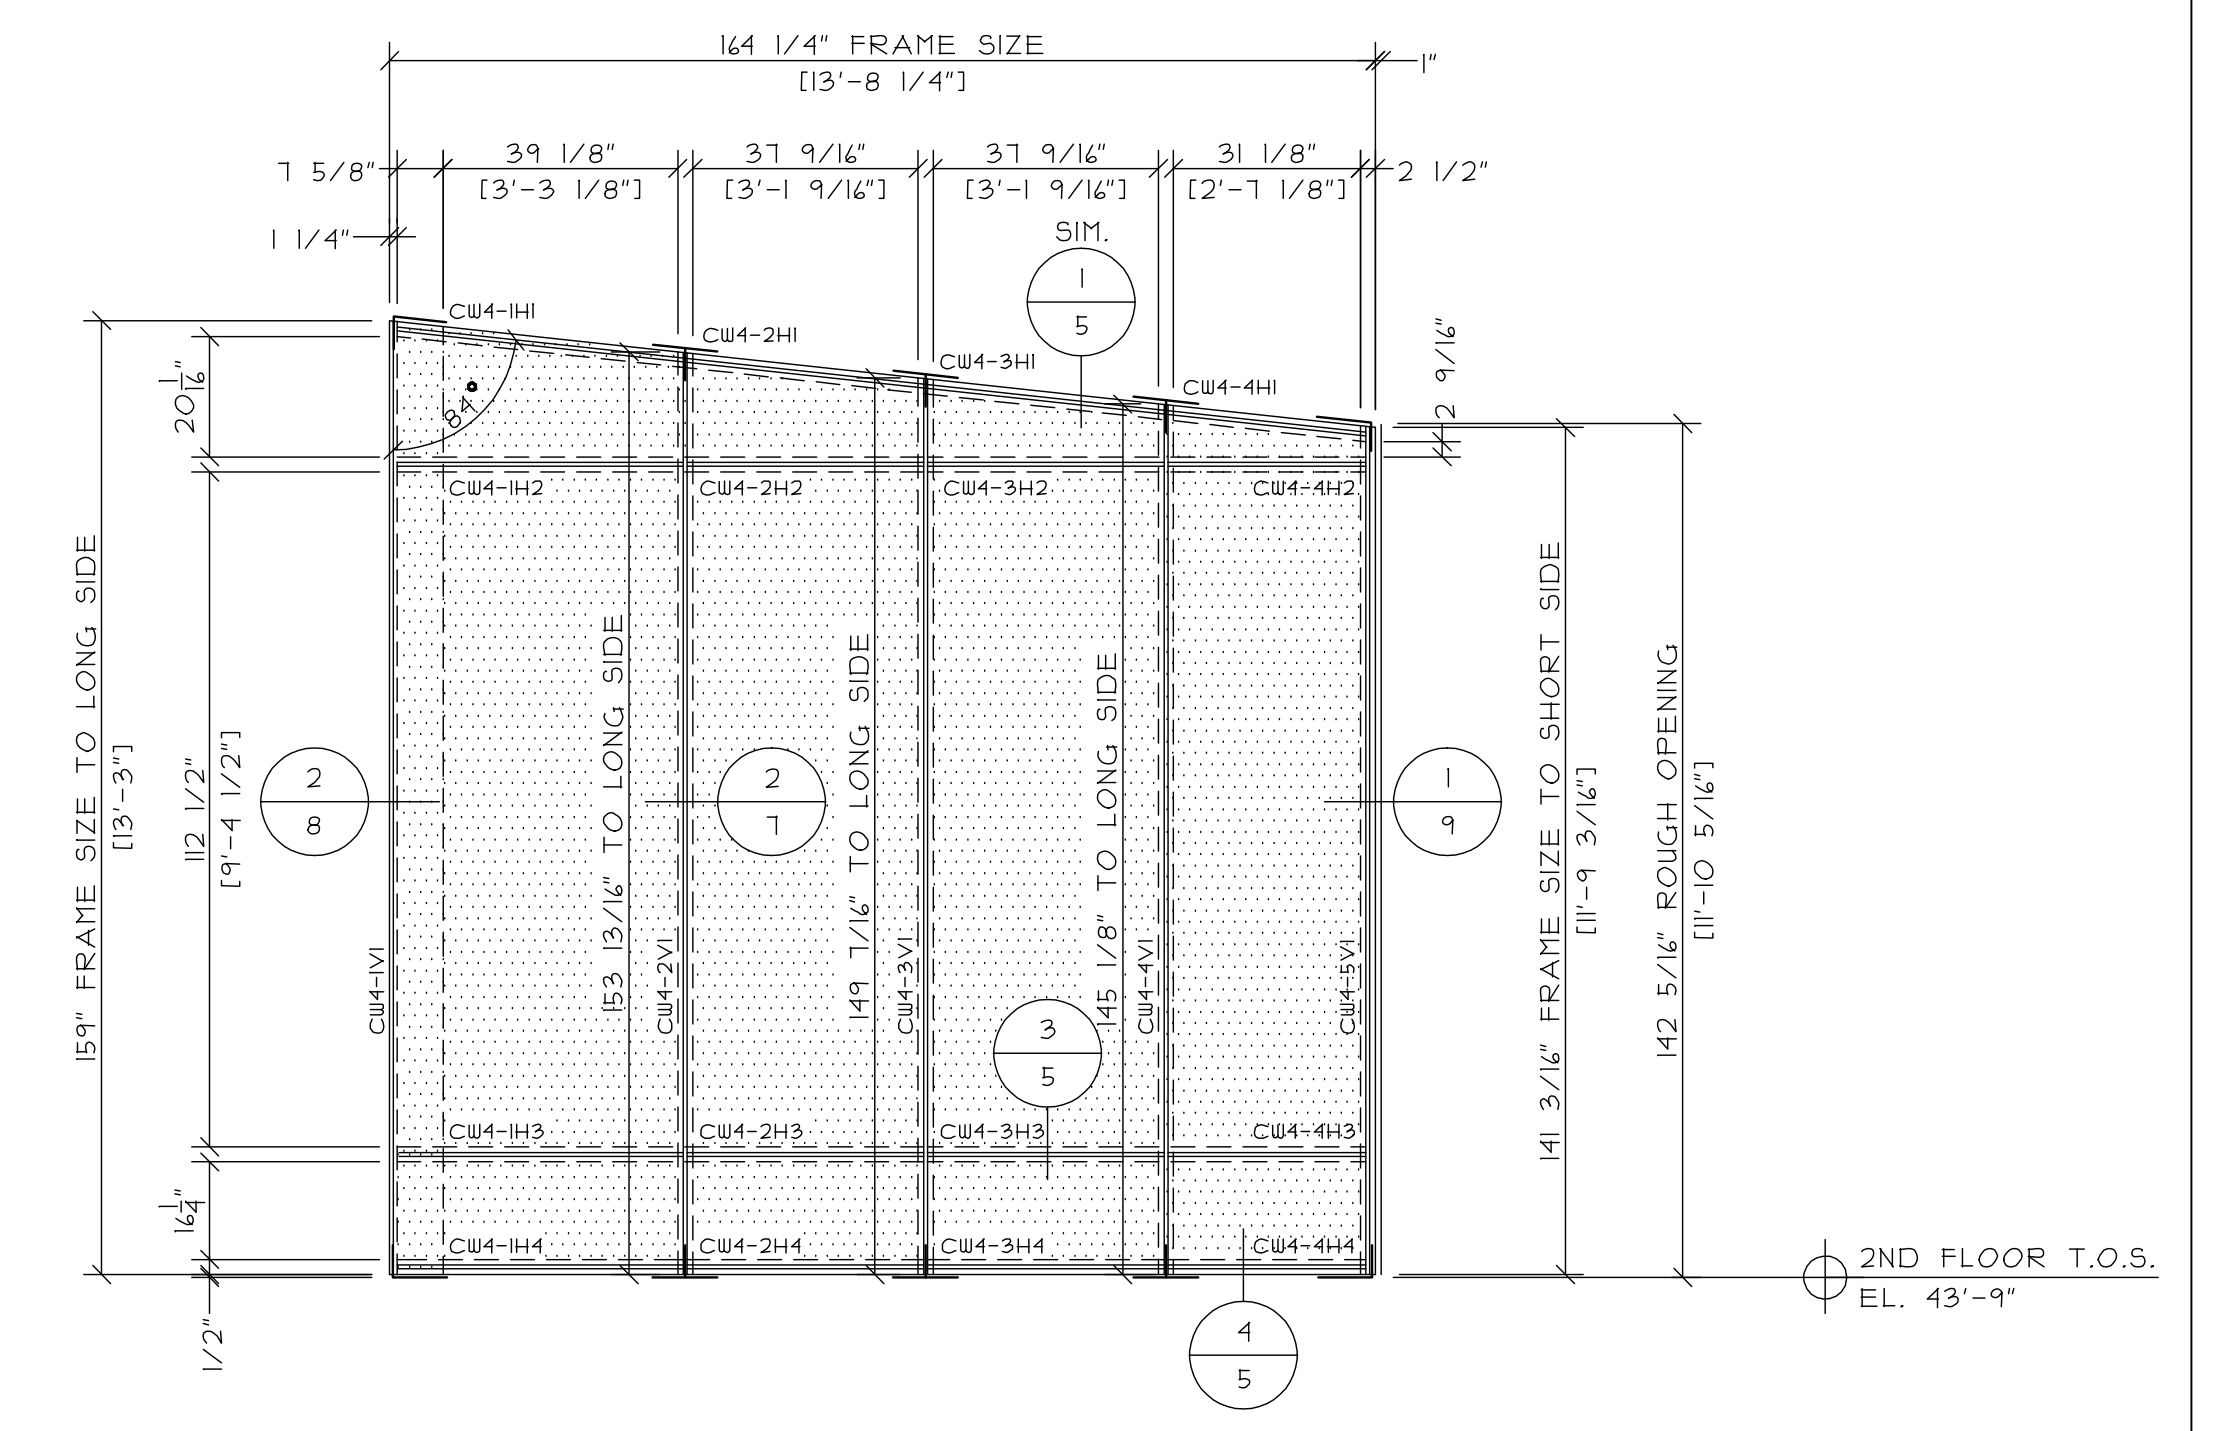 164 1/4" FRAME SIZE
[13'-8 1/4"]
1"
7 5/8"
39 1/8"
[3'-3 1/8"]
37 9/16"
[3'-1 9/16"]
37 9/16"
[3'-1 9/16"]
31 1/8"
[2'-7 1/8"]
2 1/2"
1 1/4"
SIM.
1
5
CW4-1H1
CW4-2H1
CW4-3H1
CW4-4H1
20 1/16"
84°
2 9/16"
CW4-1H2
CW4-2H2
CW4-3H2
CW4-4H2
159" FRAME SIZE TO LONG SIDE
[13'-3"]
112 1/2"
[9'-4 1/2"]
2
8
153 13/16" TO LONG SIDE
2
7
149 7/16" TO LONG SIDE
145 1/8" TO LONG SIDE
1
9
141 3/16" FRAME SIZE TO SHORT SIDE
[11'-9 3/16"]
142 5/16" ROUGH OPENING
[11'-10 5/16"]
CW4-1V1
CW4-2V1
CW4-3V1
CW4-4V1
CW4-5V1
3
5
CW4-1H3
CW4-2H3
CW4-3H3
CW4-4H3
16 1/4"
CW4-1H4
CW4-2H4
CW4-3H4
CW4-4H4
1/2"
4
5
2ND FLOOR T.O.S.
EL. 43'-9"